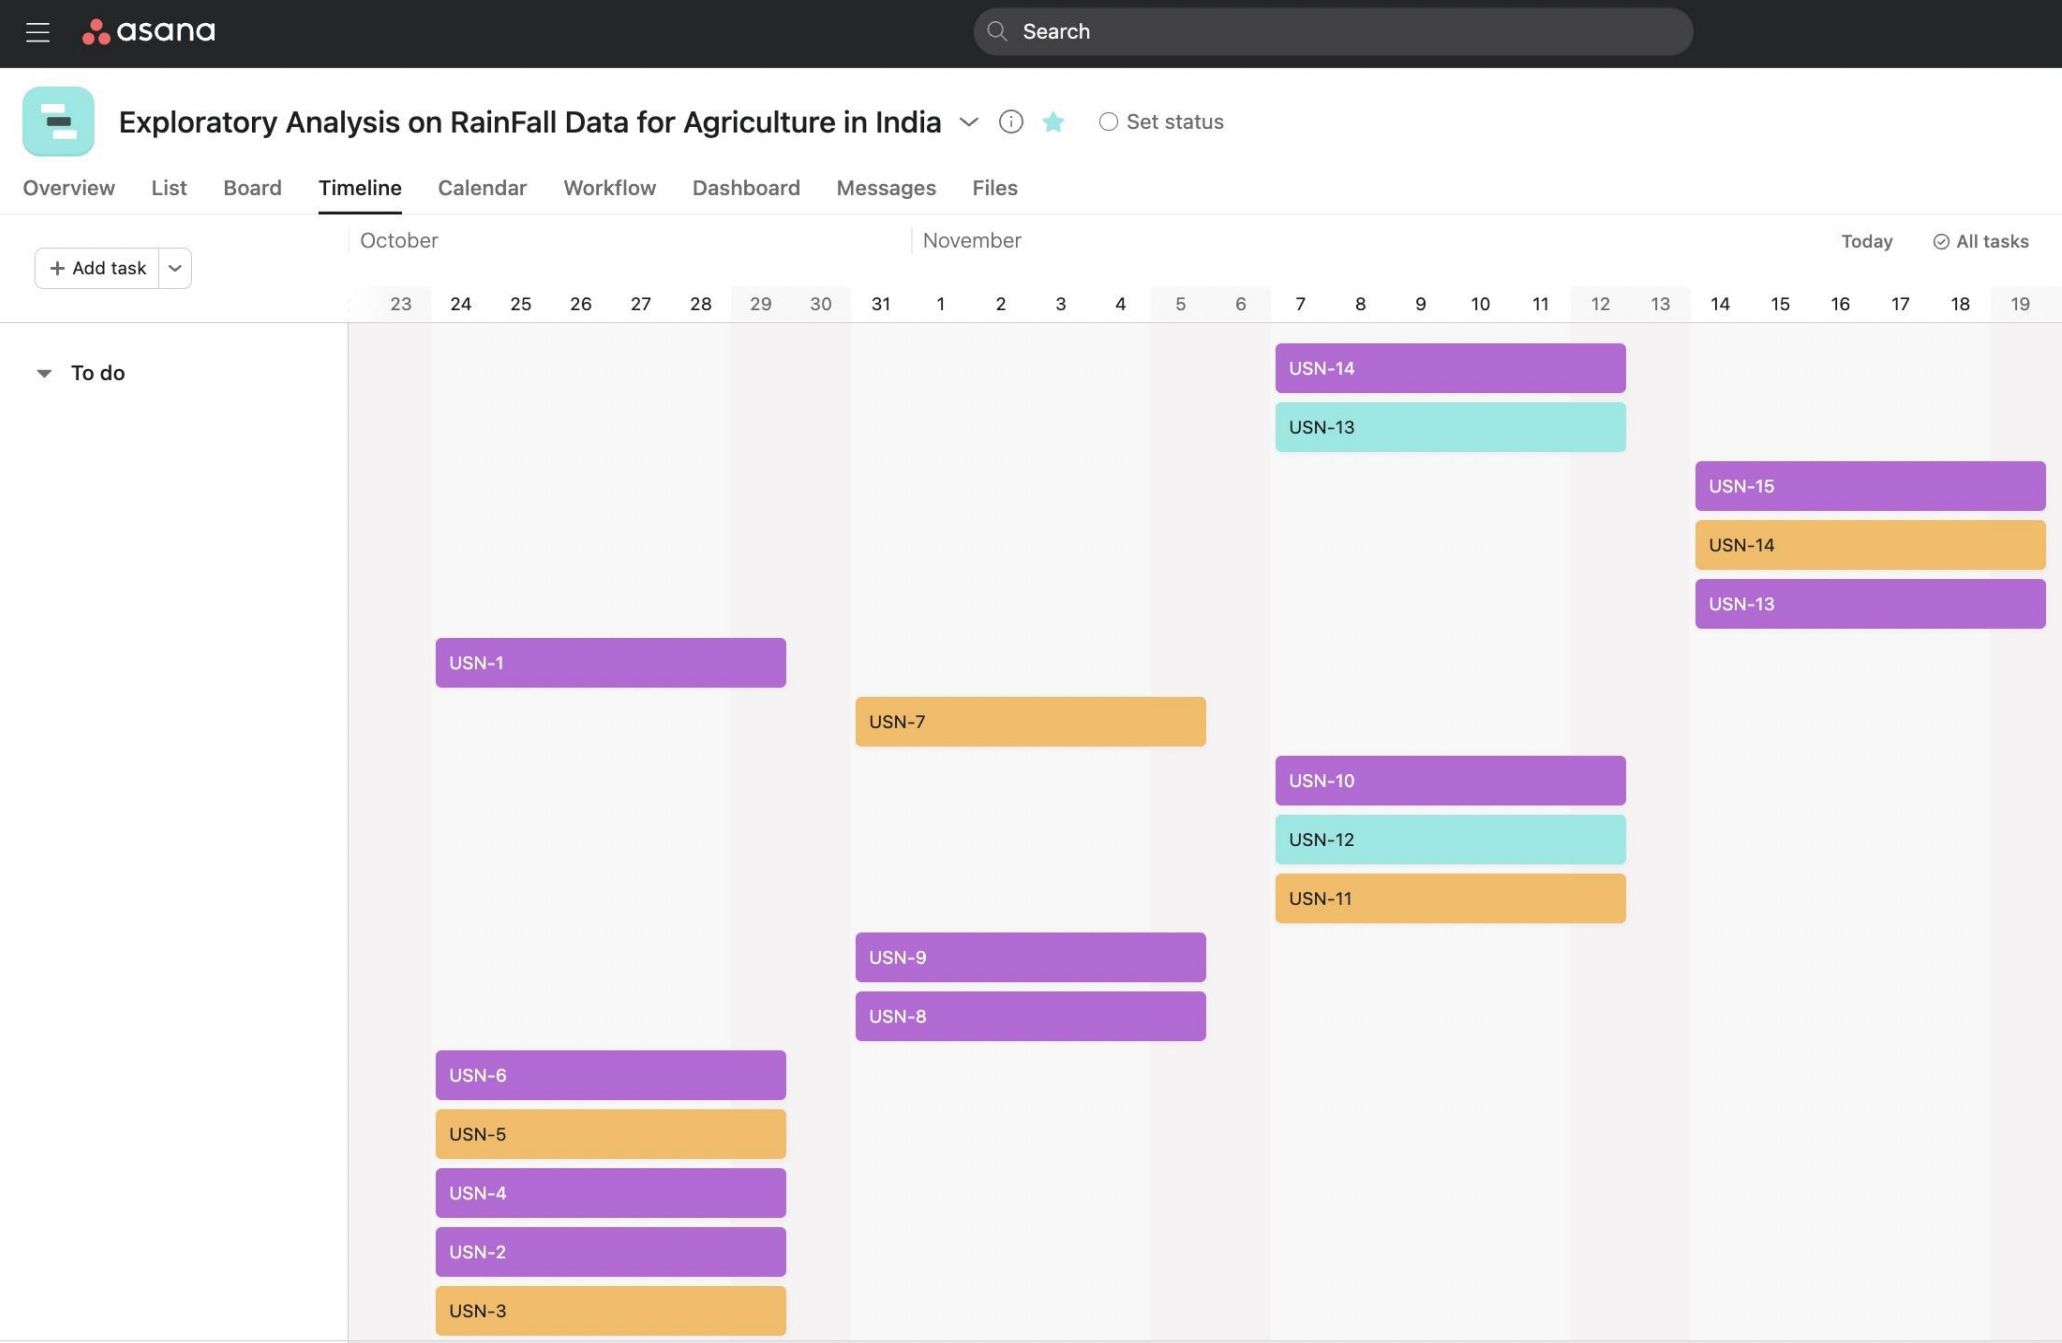 asana
Search
Exploratory Analysis on RainFall Data for Agriculture in India
Set status
Overview List Board Timeline Calendar Workflow Dashboard Messages Files
October November Today All tasks
+ Add task
23 24 25 26 27 28 29 30 31 1 2 3 4 5 6 7 8 9 10 11 12 13 14 15 16 17 18 19
To do
USN-14
USN-13
USN-15
USN-14
USN-13
USN-1
USN-7
USN-10
USN-12
USN-11
USN-9
USN-8
USN-6
USN-5
USN-4
USN-2
USN-3